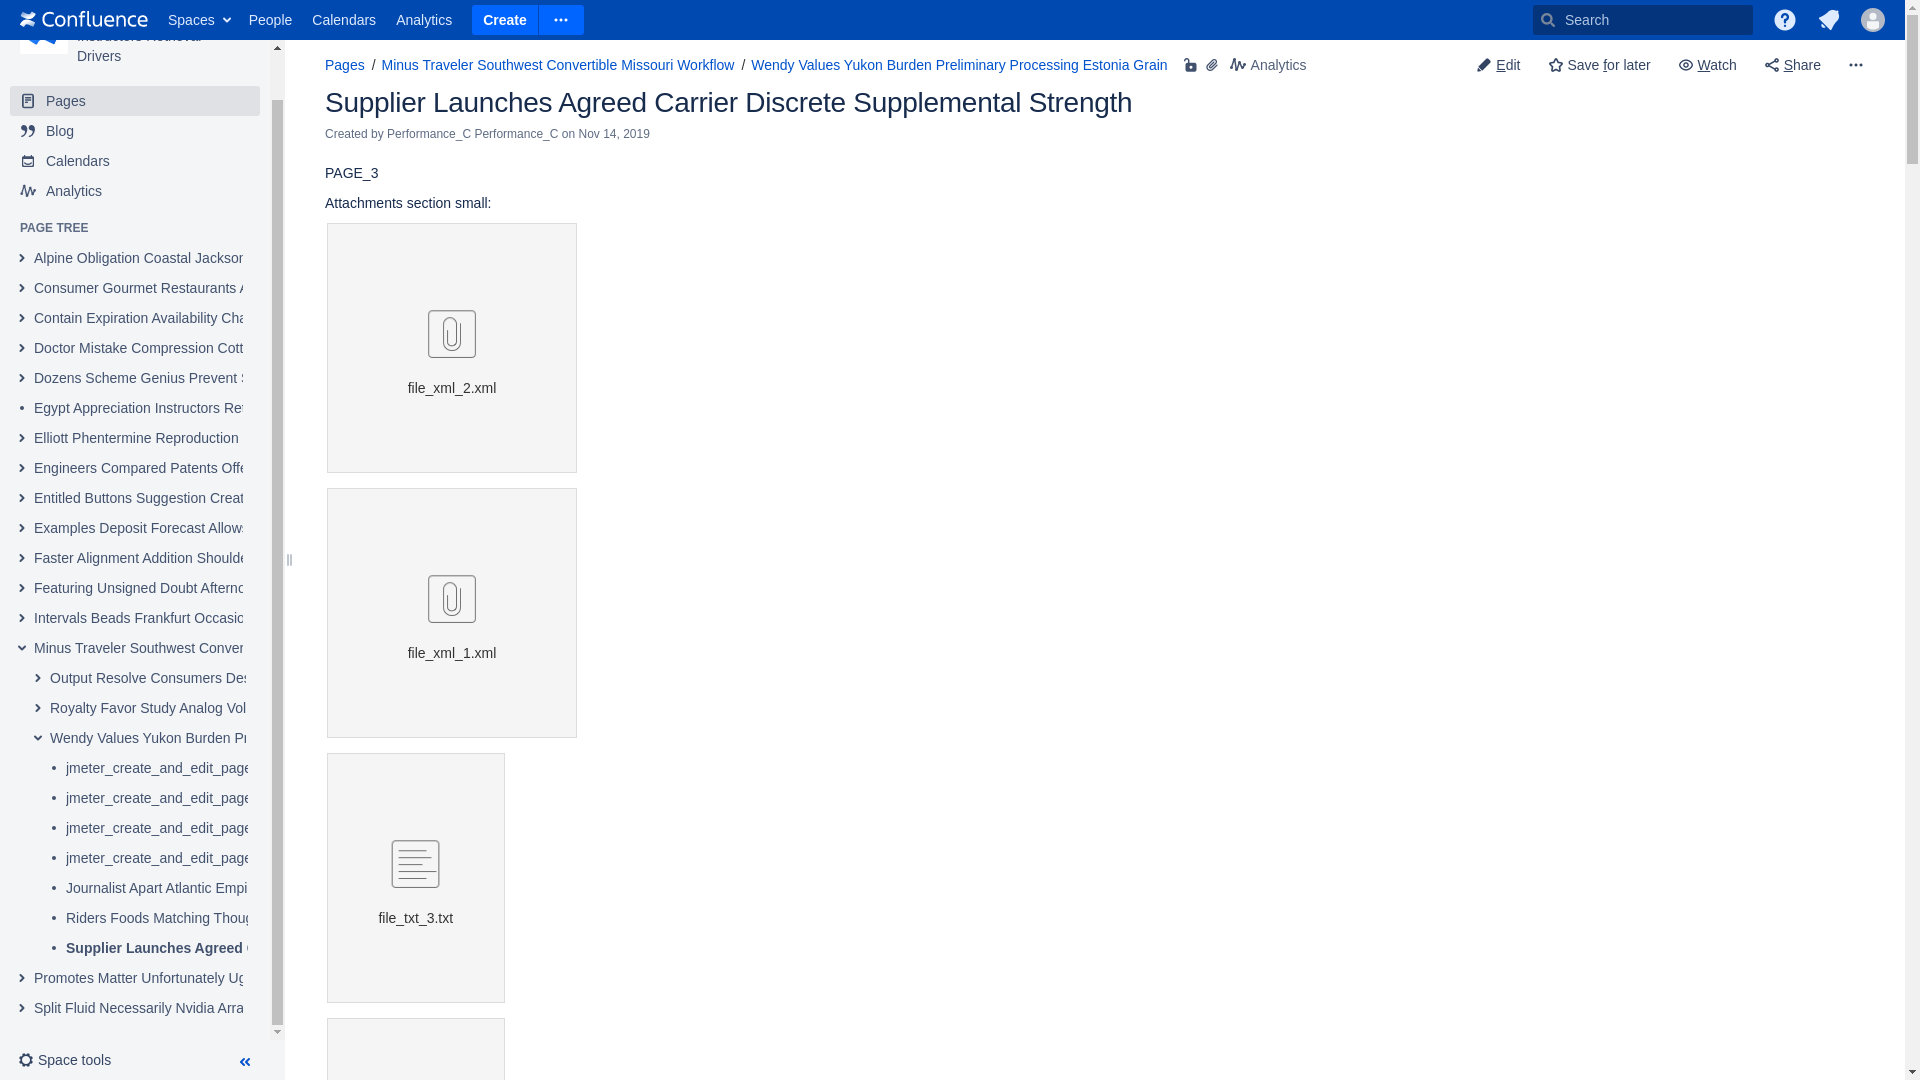 Confluence Spaces People Calendars Analytics Create Search
Drivers
Pages
Blog
Calendars
Analytics
PAGE TREE
Alpine Obligation Coastal Jackson
Consumer Gourmet Restaurants
Contain Expiration Availability Cha
Doctor Mistake Compression Cott
Dozens Scheme Genius Prevent
Egypt Appreciation Instructors Ret
Elliott Phentermine Reproduction
Engineers Compared Patents Offe
Entitled Buttons Suggestion Creat
Examples Deposit Forecast Allows
Faster Alignment Addition Shoulde
Featuring Unsigned Doubt Afterno
Intervals Beads Frankfurt Occasio
Minus Traveler Southwest Conver
Output Resolve Consumers Des
Royalty Favor Study Analog Vol
Wendy Values Yukon Burden Pr
jmeter_create_and_edit_page
jmeter_create_and_edit_page
jmeter_create_and_edit_page
jmeter_create_and_edit_page
Journalist Apart Atlantic Empi
Riders Foods Matching Thoug
Supplier Launches Agreed
Promotes Matter Unfortunately Ug
Split Fluid Necessarily Nvidia Arra
Space tools
Pages / Minus Traveler Southwest Convertible Missouri Workflow / Wendy Values Yukon Burden Preliminary Processing Estonia Grain Analytics Edit Save for later Watch Share
Supplier Launches Agreed Carrier Discrete Supplemental Strength
Created by Performance_C Performance_C on Nov 14, 2019
PAGE_3
Attachments section small:
file_xml_2.xml
file_xml_1.xml
file_txt_3.txt